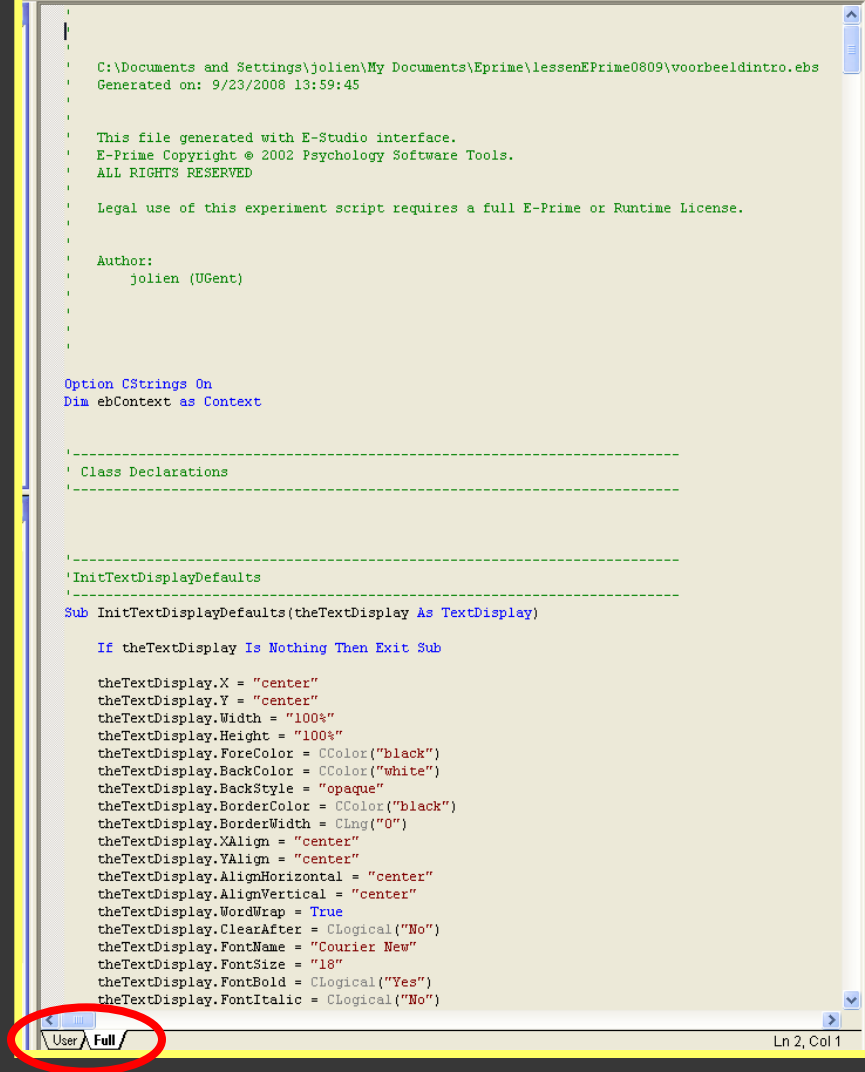 '
'
'
'    C:\Documents and Settings\jolien\My Documents\Eprime\lessenEPrime0809\voorbeeldintro.ebs
'    Generated on: 9/23/2008 13:59:45
'
'
'    This file generated with E-Studio interface.
'    E-Prime Copyright © 2002 Psychology Software Tools.
'    ALL RIGHTS RESERVED
'
'    Legal use of this experiment script requires a full E-Prime or Runtime License.
'
'
'    Author:
'        jolien (UGent)
'
'
'
'
Option CStrings On
Dim ebContext as Context
'--------------------------------------------------------------------------
' Class Declarations
'--------------------------------------------------------------------------
'--------------------------------------------------------------------------
'InitTextDisplayDefaults
'--------------------------------------------------------------------------
Sub InitTextDisplayDefaults(theTextDisplay As TextDisplay)
    If theTextDisplay Is Nothing Then Exit Sub
    theTextDisplay.X = "center"
    theTextDisplay.Y = "center"
    theTextDisplay.Width = "100%"
    theTextDisplay.Height = "100%"
    theTextDisplay.ForeColor = CColor("black")
    theTextDisplay.BackColor = CColor("white")
    theTextDisplay.BackStyle = "opaque"
    theTextDisplay.BorderColor = CColor("black")
    theTextDisplay.BorderWidth = CLng("0")
    theTextDisplay.XAlign = "center"
    theTextDisplay.YAlign = "center"
    theTextDisplay.AlignHorizontal = "center"
    theTextDisplay.AlignVertical = "center"
    theTextDisplay.WordWrap = True
    theTextDisplay.ClearAfter = CLogical("No")
    theTextDisplay.FontName = "Courier New"
    theTextDisplay.FontSize = "18"
    theTextDisplay.FontBold = CLogical("Yes")
    theTextDisplay.FontItalic = CLogical("No")
User Full
Ln 2, Col 1